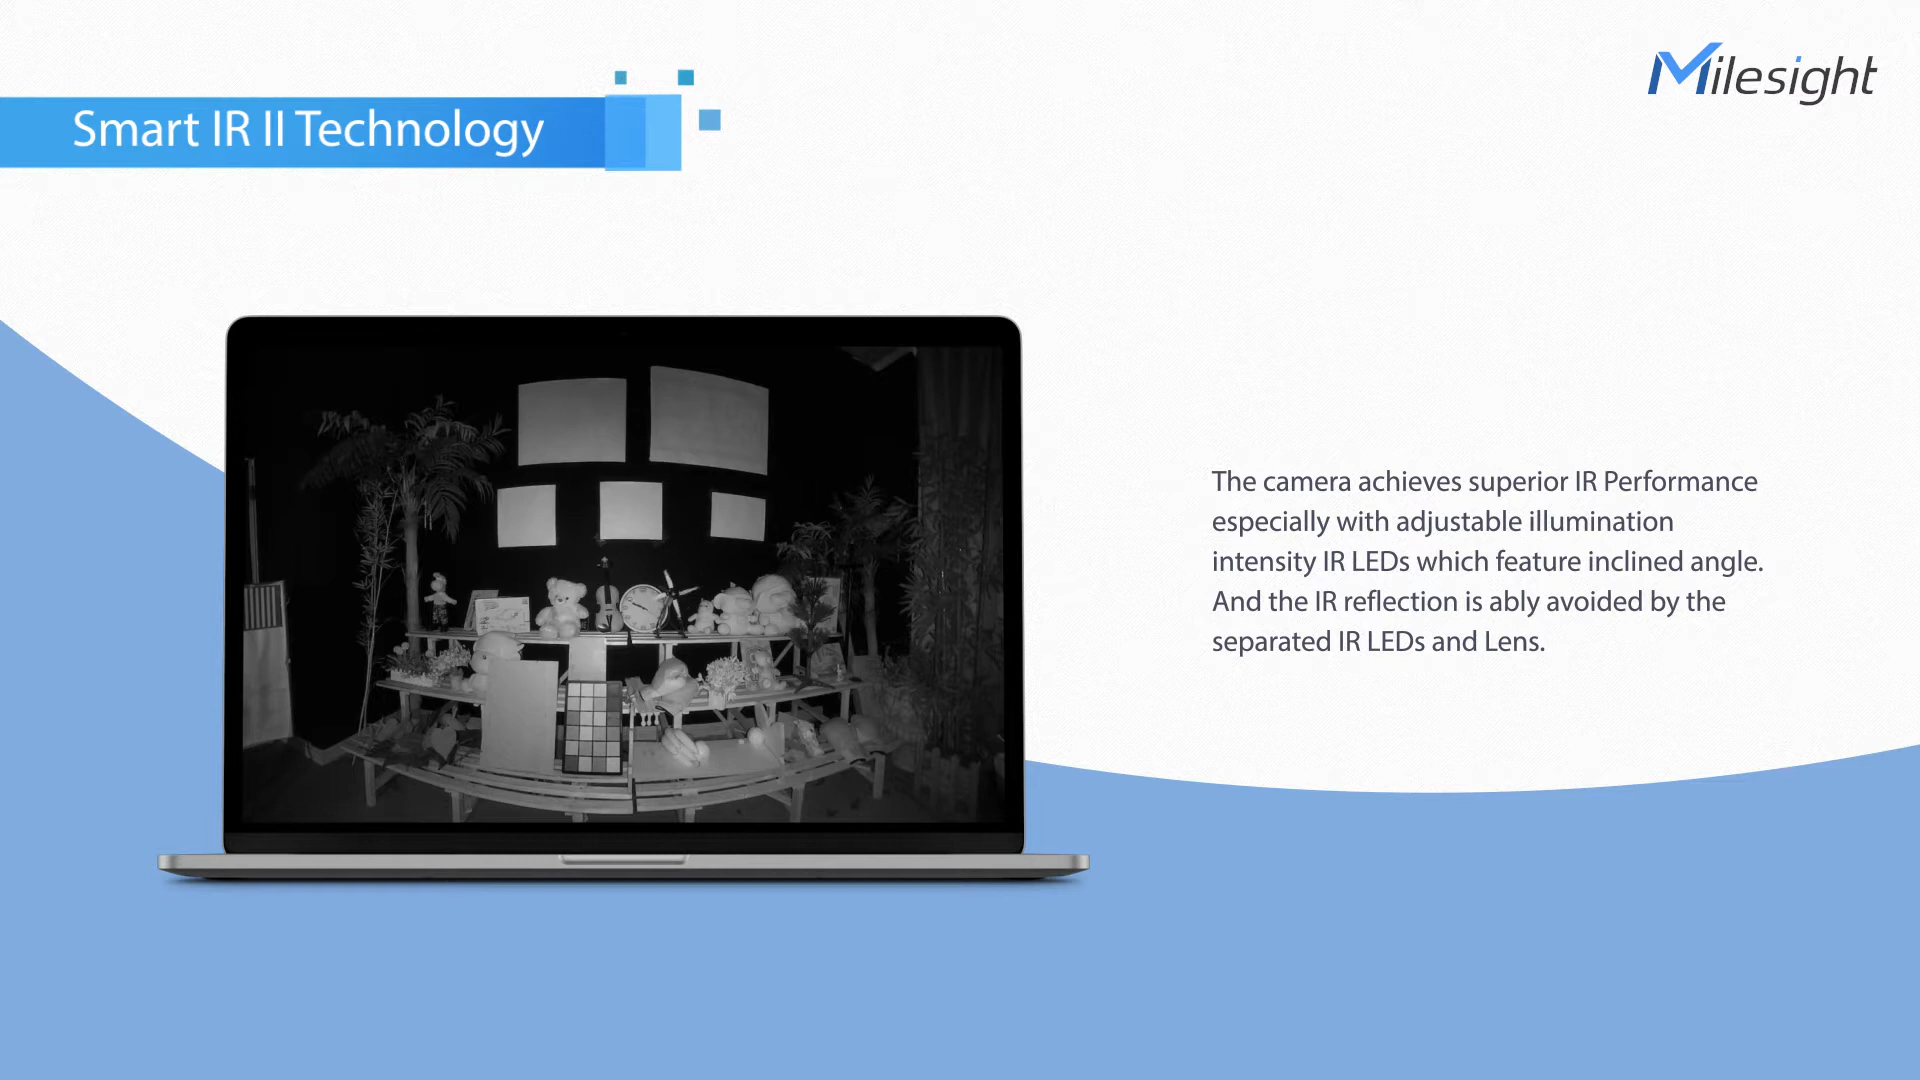 Milesight
Smart IR II Technology
The camera achieves superior IR Performance
especially with adjustable illumination
intensity IR LEDs which feature inclined angle.
And the IR reflection is ably avoided by the
separated IR LEDs and Lens.